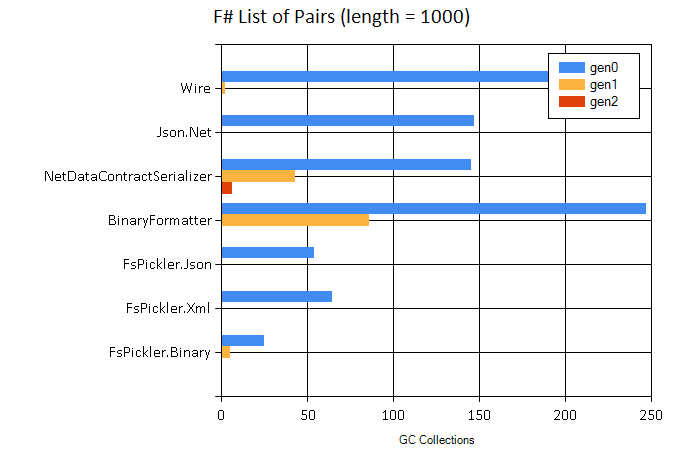 F# List of Pairs (length = 1000)
gen0
gen1
gen2
Wire
Json.Net
NetDataContractSerializer
BinaryFormatter
FsPickler.Json
FsPickler.Xml
FsPickler.Binary
0 50 100 150 200 250
GC Collections